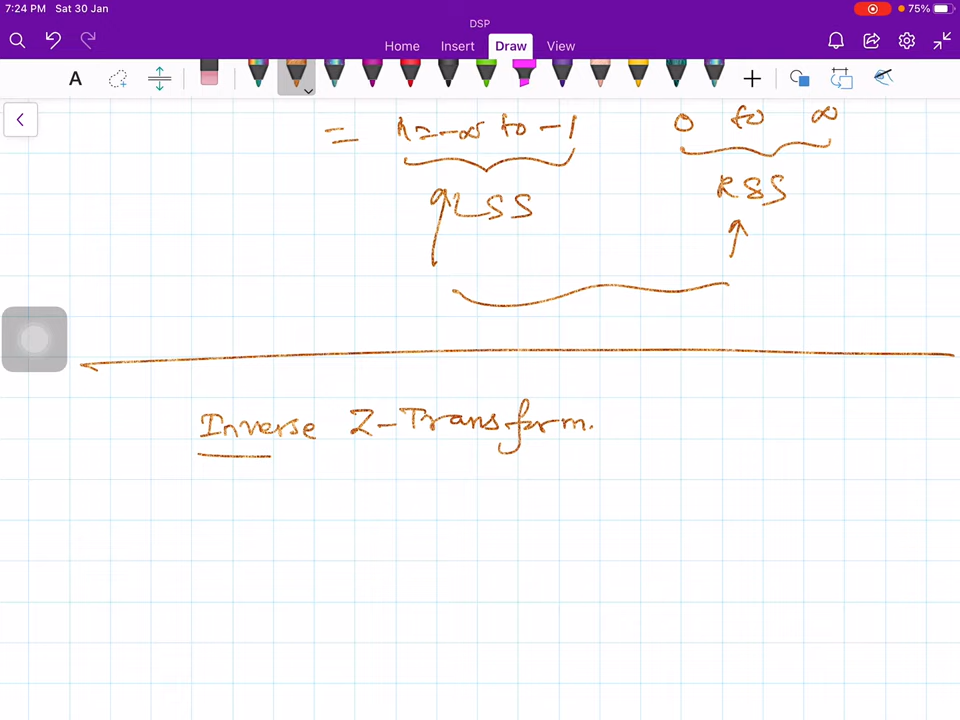 7:24 PM Sat 30 Jan
75%
DSP
Home Insert Draw View
A
= n=-∞ to -1 0 to ∞
LSS RSS
Inverse Z-Transform.